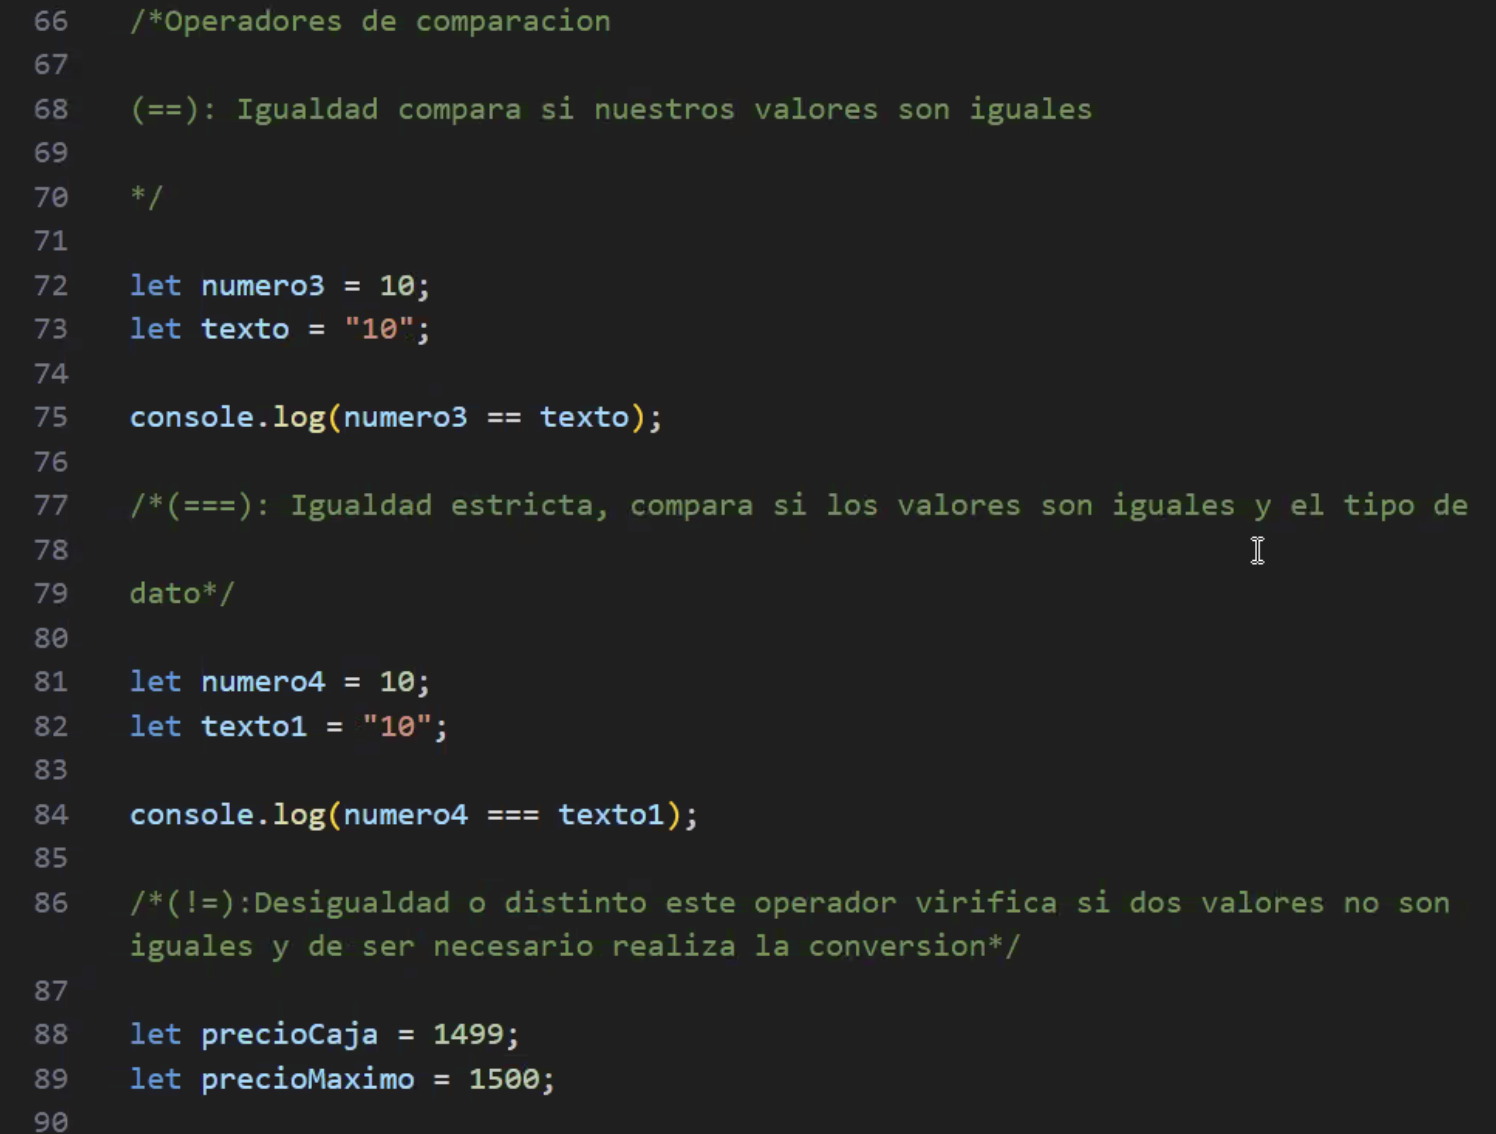 66 /*Operadores de comparacion
67
68 (==): Igualdad compara si nuestros valores son iguales
69
70 */
71
72 let numero3 = 10;
73 let texto = "10";
74
75 console.log(numero3 == texto);
76
77 /*(===): Igualdad estricta, compara si los valores son iguales y el tipo de
78
79 dato*/
80
81 let numero4 = 10;
82 let texto1 = "10";
83
84 console.log(numero4 === texto1);
85
86 /*(!=):Desigualdad o distinto este operador virifica si dos valores no son
iguales y de ser necesario realiza la conversion*/
87
88 let precioCaja = 1499;
89 let precioMaximo = 1500;
90